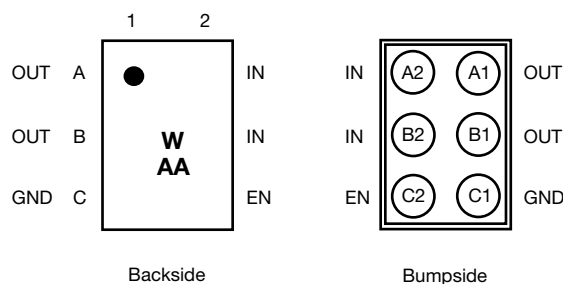 1 2
OUT A IN IN A2 A1 OUT
OUT B W IN IN B2 B1 OUT
AA
GND C EN EN C2 C1 GND
Backside Bumpside